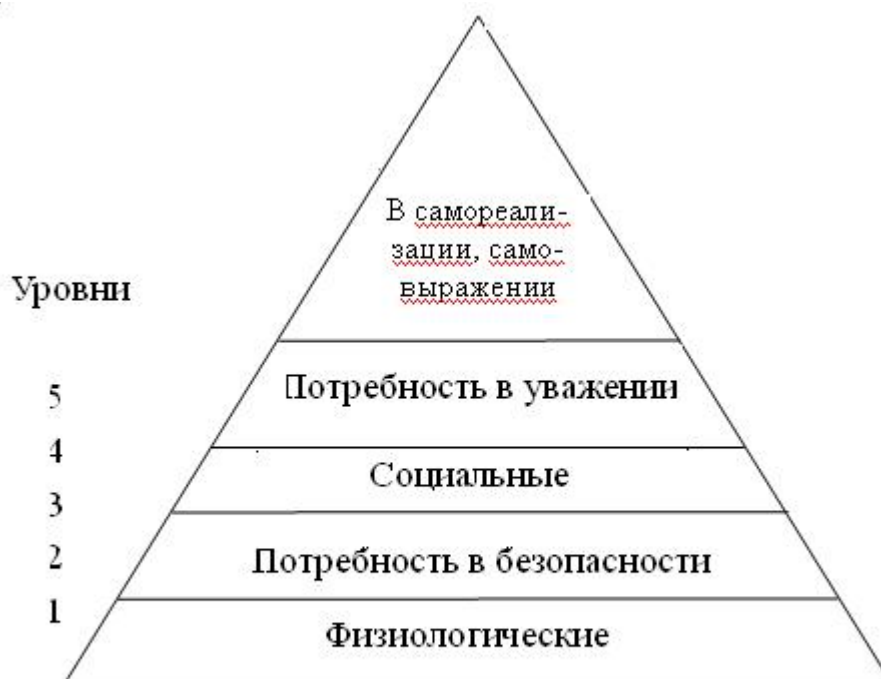 В самореали-
зации, само-
выражении
Уровни
5
Потребность в уважении
4
Социальные
3
2
Потребность в безопасности
1
Физиологические